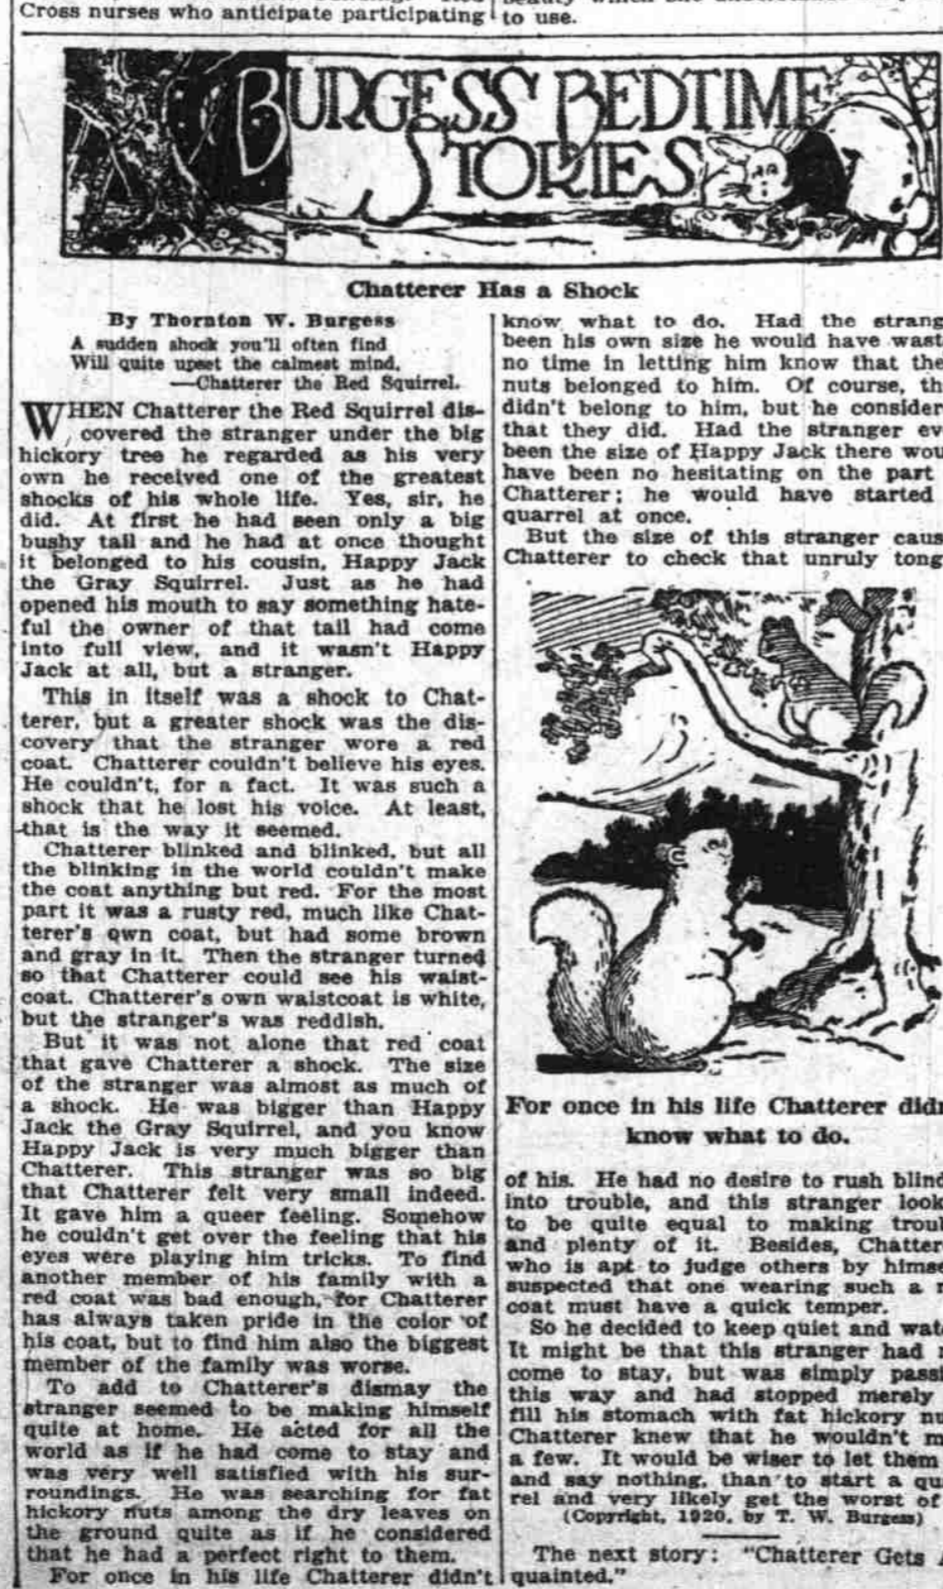 Cross nurses who anticipate participating
to use.
BURGESS BEDTIME
STORIES
Chatterer Has a Shock
By Thornton W. Burgess
A sudden shock you'll often find
Will quite upset the calmest mind.
—Chatterer the Red Squirrel.
WHEN Chatterer the Red Squirrel dis-
covered the stranger under the big
hickory tree he regarded as his very
own he received one of the greatest
shocks of his whole life. Yes, sir, he
did. At first he had seen only a big
bushy tail and he had at once thought
it belonged to his cousin, Happy Jack
the Gray Squirrel. Just as he had
opened his mouth to say something hate-
ful the owner of that tail had come
into full view, and it wasn't Happy
Jack at all, but a stranger.
This in itself was a shock to Chat-
terer, but a greater shock was the dis-
covery that the stranger wore a red
coat. Chatterer couldn't believe his eyes.
He couldn't, for a fact. It was such a
shock that he lost his voice. At least,
that is the way it seemed.
Chatterer blinked and blinked, but all
the blinking in the world couldn't make
the coat anything but red. For the most
part it was a rusty red, much like Chat-
terer's own coat, but had some brown
and gray in it. Then the stranger turned
so that Chatterer could see his waist-
coat. Chatterer's own waistcoat is white,
but the stranger's was reddish.
But it was not alone that red coat
that gave Chatterer a shock. The size
of the stranger was almost as much of
a shock. He was bigger than Happy
Jack the Gray Squirrel, and you know
Happy Jack is very much bigger than
Chatterer. This stranger was so big
that Chatterer felt very small indeed.
It gave him a queer feeling. Somehow
he couldn't get over the feeling that his
eyes were playing him tricks. To find
another member of his family with a
red coat was bad enough, for Chatterer
has always taken pride in the color of
his coat, but to find him also the biggest
member of the family was worse.
To add to Chatterer's dismay the
stranger seemed to be making himself
quite at home. He acted for all the
world as if he had come to stay and
was very well satisfied with his sur-
roundings. He was searching for fat
hickory nuts among the dry leaves on
the ground quite as if he considered
that he had a perfect right to them.
For once in his life Chatterer didn't
know what to do. Had the strang
been his own size he would have wast
no time in letting him know that the
nuts belonged to him. Of course, th
didn't belong to him, but he consider
that they did. Had the stranger ev
been the size of Happy Jack there wou
have been no hesitating on the part
Chatterer; he would have started
quarrel at once.
But the size of this stranger caus
Chatterer to check that unruly tong
For once in his life Chatterer didn
know what to do.
of his. He had no desire to rush blind
into trouble, and this stranger look
to be quite equal to making troub
and plenty of it. Besides, Chatter
who is apt to judge others by himse
suspected that one wearing such a r
coat must have a quick temper.
So he decided to keep quiet and wat
It might be that this stranger had n
come to stay, but was simply passi
this way and had stopped merely
fill his stomach with fat hickory nu
Chatterer knew that he wouldn't m
a few. It would be wiser to let them
and say nothing, than to start a qua
rel and very likely get the worst of
(Copyright, 1920, by T. W. Burgess)
The next story: "Chatterer Gets A
quainted."